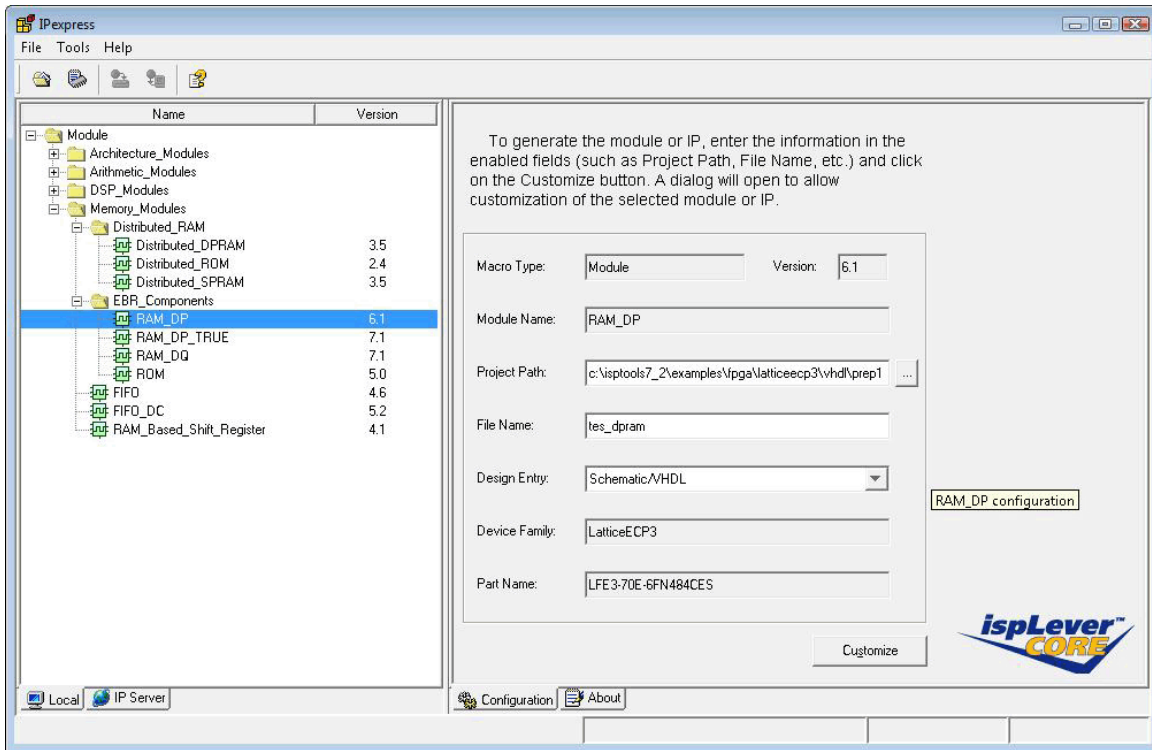 IPexpress
File Tools Help
Name Version
Module
Architecture_Modules
Arithmetic_Modules
DSP_Modules
Memory_Modules
Distributed_RAM
Distributed_DPRAM 3.5
Distributed_ROM 2.4
Distributed_SPRAM 3.5
EBR_Components
RAM_DP 6.1
RAM_DP_TRUE 7.1
RAM_DQ 7.1
ROM 5.0
FIFO 4.6
FIFO_DC 5.2
RAM_Based_Shift_Register 4.1
Local IP Server
To generate the module or IP, enter the information in the
enabled fields (such as Project Path, File Name, etc.) and click
on the Customize button. A dialog will open to allow
customization of the selected module or IP.
Macro Type: Module Version: 6.1
Module Name: RAM_DP
Project Path: c:\isptools7_2\examples\fpga\latticeecp3\vhdl\prep1 ...
File Name: tes_dpram
Design Entry: Schematic/VHDL
RAM_DP configuration
Device Family: LatticeECP3
Part Name: LFE3-70E-6FN484CES
ispLever™
CORE
Customize
Configuration About